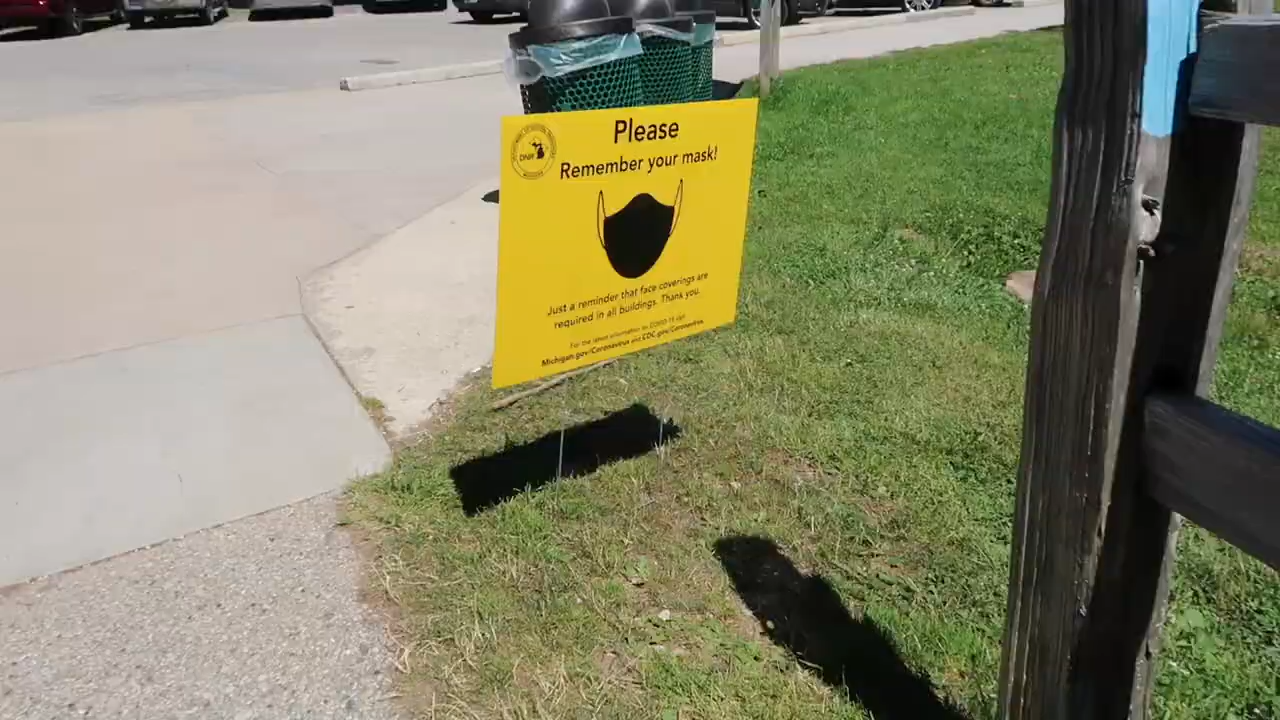 Please
Remember your mask!
DNR
Just a reminder that face coverings are
required in all buildings. Thank you.
For the latest information on COVID-19 visit
Michigan.gov/Coronavirus and CDC.gov/Coronavirus.